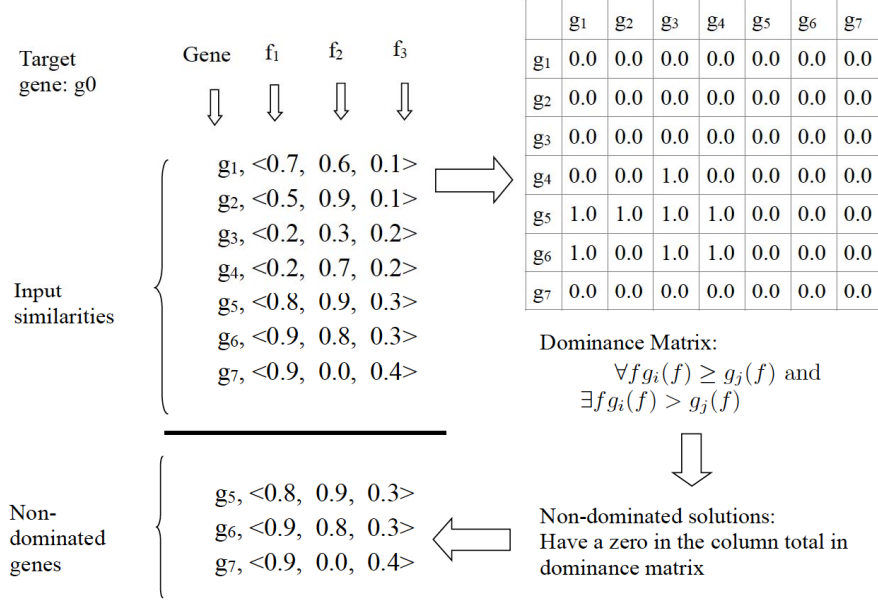 Target
gene: g0
Gene f₁ f₂ f₃
Input
similarities
g₁, <0.7, 0.6, 0.1>
g₂, <0.5, 0.9, 0.1>
g₃, <0.2, 0.3, 0.2>
g₄, <0.2, 0.7, 0.2>
g₅, <0.8, 0.9, 0.3>
g₆, <0.9, 0.8, 0.3>
g₇, <0.9, 0.0, 0.4>
g₁ g₂ g₃ g₄ g₅ g₆ g₇
g₁ 0.0 0.0 0.0 0.0 0.0 0.0 0.0
g₂ 0.0 0.0 0.0 0.0 0.0 0.0 0.0
g₃ 0.0 0.0 0.0 0.0 0.0 0.0 0.0
g₄ 0.0 0.0 1.0 0.0 0.0 0.0 0.0
g₅ 1.0 1.0 1.0 1.0 0.0 0.0 0.0
g₆ 1.0 0.0 1.0 1.0 0.0 0.0 0.0
g₇ 0.0 0.0 0.0 0.0 0.0 0.0 0.0
Dominance Matrix:
∀f gᵢ(f) ≥ gⱼ(f) and
∃f gᵢ(f) > gⱼ(f)
Non-dominated solutions:
Have a zero in the column total in
dominance matrix
Non-
dominated
genes
g₅, <0.8, 0.9, 0.3>
g₆, <0.9, 0.8, 0.3>
g₇, <0.9, 0.0, 0.4>